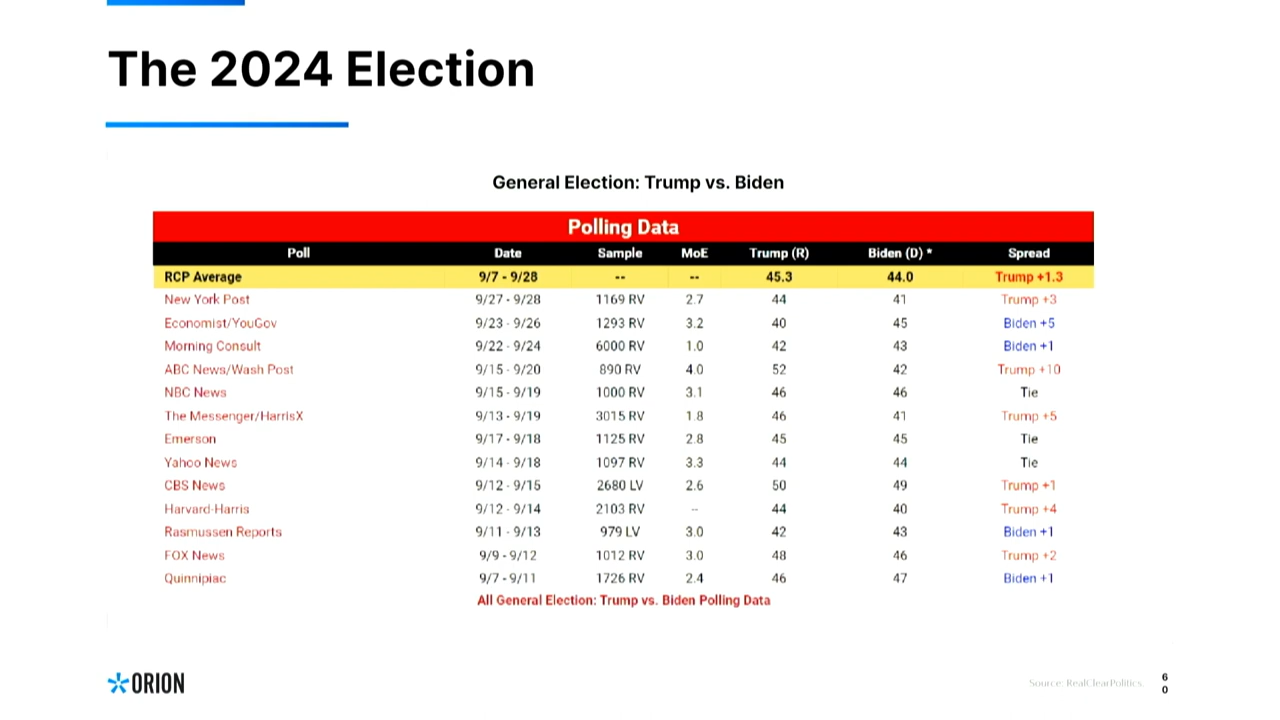 The 2024 Election
General Election: Trump vs. Biden
Polling Data
Poll Date Sample MoE Trump (R) Biden (D) * Spread
RCP Average 9/7 - 9/28 -- -- 45.3 44.0 Trump +1.3
New York Post 9/27 - 9/28 1169 RV 2.7 44 41 Trump +3
Economist/YouGov 9/23 - 9/26 1293 RV 3.2 40 45 Biden +5
Morning Consult 9/22 - 9/24 6000 RV 1.0 42 43 Biden +1
ABC News/Wash Post 9/15 - 9/20 890 RV 4.0 52 42 Trump +10
NBC News 9/15 - 9/19 1000 RV 3.1 46 46 Tie
The Messenger/HarrisX 9/13 - 9/19 3015 RV 1.8 46 41 Trump +5
Emerson 9/17 - 9/18 1125 RV 2.8 45 45 Tie
Yahoo News 9/14 - 9/18 1097 RV 3.3 44 44 Tie
CBS News 9/12 - 9/15 2680 LV 2.6 50 49 Trump +1
Harvard-Harris 9/12 - 9/14 2103 RV -- 44 40 Trump +4
Rasmussen Reports 9/11 - 9/13 979 LV 3.0 42 43 Biden +1
FOX News 9/9 - 9/12 1012 RV 3.0 48 46 Trump +2
Quinnipiac 9/7 - 9/11 1726 RV 2.4 46 47 Biden +1
All General Election: Trump vs. Biden Polling Data
ORION
Source: RealClearPolitics.
6
0